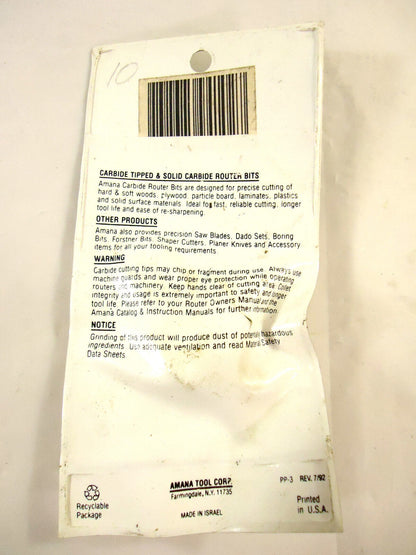 10
CARBIDE TIPPED & SOLID CARBIDE ROUTER BITS
Amana Carbide Router Bits are designed for precise cutting of
hard & soft woods, plywood, particle board, laminates, plastics
and solid surface materials. Ideal for fast, reliable cutting, longer
tool life and ease of re-sharpening.
OTHER PRODUCTS
Amana also provides precision Saw Blades, Dado Sets, Boring
Bits, Forstner Bits, Shaper Cutters, Planer Knives and Accessory
items for all your tooling requirements.
WARNING
Carbide cutting tips may chip or fragment during use. Always use
machine guards and wear proper eye protection while operating
routers and machinery. Keep hands clear of cutting area. Collet
integrity and usage is extremely important to safety and longer
tool life. Please refer to your Router Owners Manual and the
Amana Catalog & Instruction Manuals for further information.
NOTICE
Grinding of this product will produce dust of potentially hazardous
ingredients. Use adequate ventilation and read Material Safety
Data Sheets.
Recyclable
Package
AMANA TOOL CORP.
Farmingdale, N.Y. 11735
MADE IN ISRAEL
PP-3 REV. 7/92
Printed
in U.S.A.